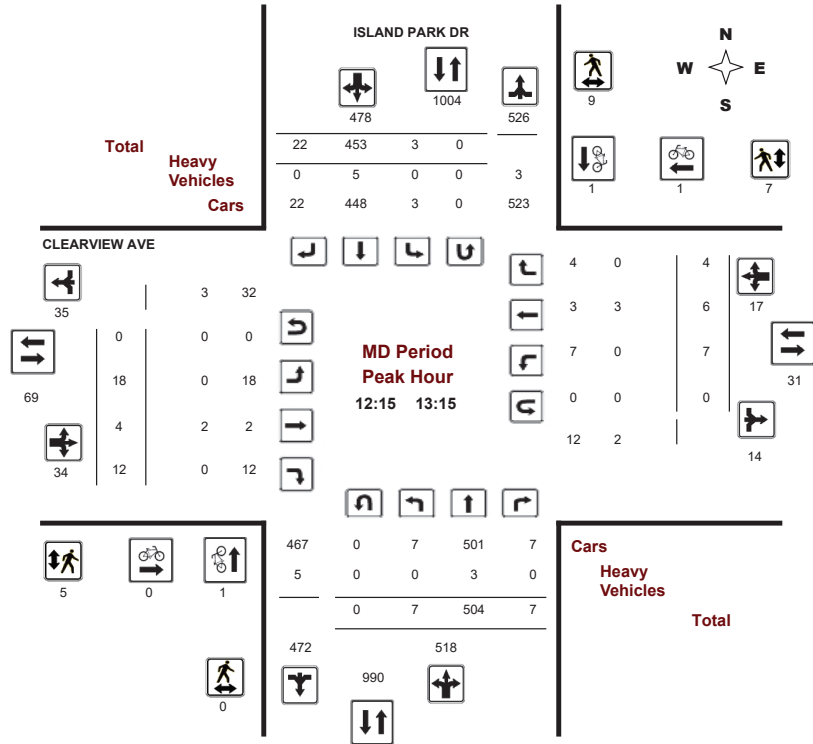 ISLAND PARK DR
N
W E
S
1004
478 526
9
Total 22 453 3 0
Heavy
Vehicles
0 5 0 0 3
Cars 22 448 3 0 523
1 1 7
CLEARVIEW AVE
35
3 32
0 0 0
69
18 0 18
4 2 2
34
12 0 12
MD Period
Peak Hour
12:15 13:15
4 0 4
17
3 3 6
31
7 0 7
0 0 0
12 2
14
467 0 7 501 7 Cars
5 0 0 3 0 Heavy
Vehicles
0 7 504 7 Total
5 0 1
472 518
990
0